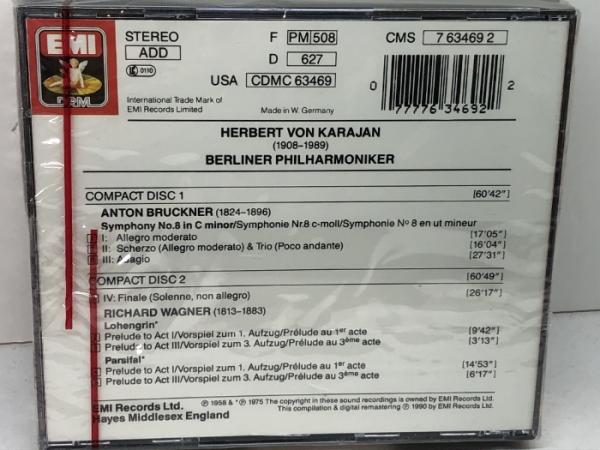 EMI
DRM
STEREO
ADD
0110
F PM 508
D 627
USA CDMC 63469
CMS 7 63469 2
0 77776 34692 2
International Trade Mark of
EMI Records Limited
Made in W. Germany
HERBERT VON KARAJAN
(1908-1989)
BERLINER PHILHARMONIKER
COMPACT DISC 1 [60'42"]
ANTON BRUCKNER (1824-1896)
Symphony No.8 in C minor/Symphonie Nr.8 c-moll/Symphonie No 8 en ut mineur
I: Allegro moderato [17'05"]
II: Scherzo (Allegro moderato) & Trio (Poco andante) [16'04"]
III: Adagio [27'31"]
COMPACT DISC 2 [60'49"]
IV: Finale (Solenne, non allegro) [26'17"]
RICHARD WAGNER (1813-1883)
Lohengrin*
Prelude to Act I/Vorspiel zum 1. Aufzug/Prélude au 1er acte [9'42"]
Prelude to Act III/Vorspiel zum 3. Aufzug/Prélude au 3ème acte [3'13"]
Parsifal*
Prelude to Act I/Vorspiel zum 1. Aufzug/Prélude au 1er acte [14'53"]
Prelude to Act III/Vorspiel zum 3. Aufzug/Prélude au 3ème acte [6'17"]
EMI Records Ltd.
Hayes Middlesex England
℗ 1958 & *℗ 1975 The copyright in these sound recordings is owned by EMI Records Ltd.
This compilation & digital remastering ℗ 1990 by EMI Records Ltd.